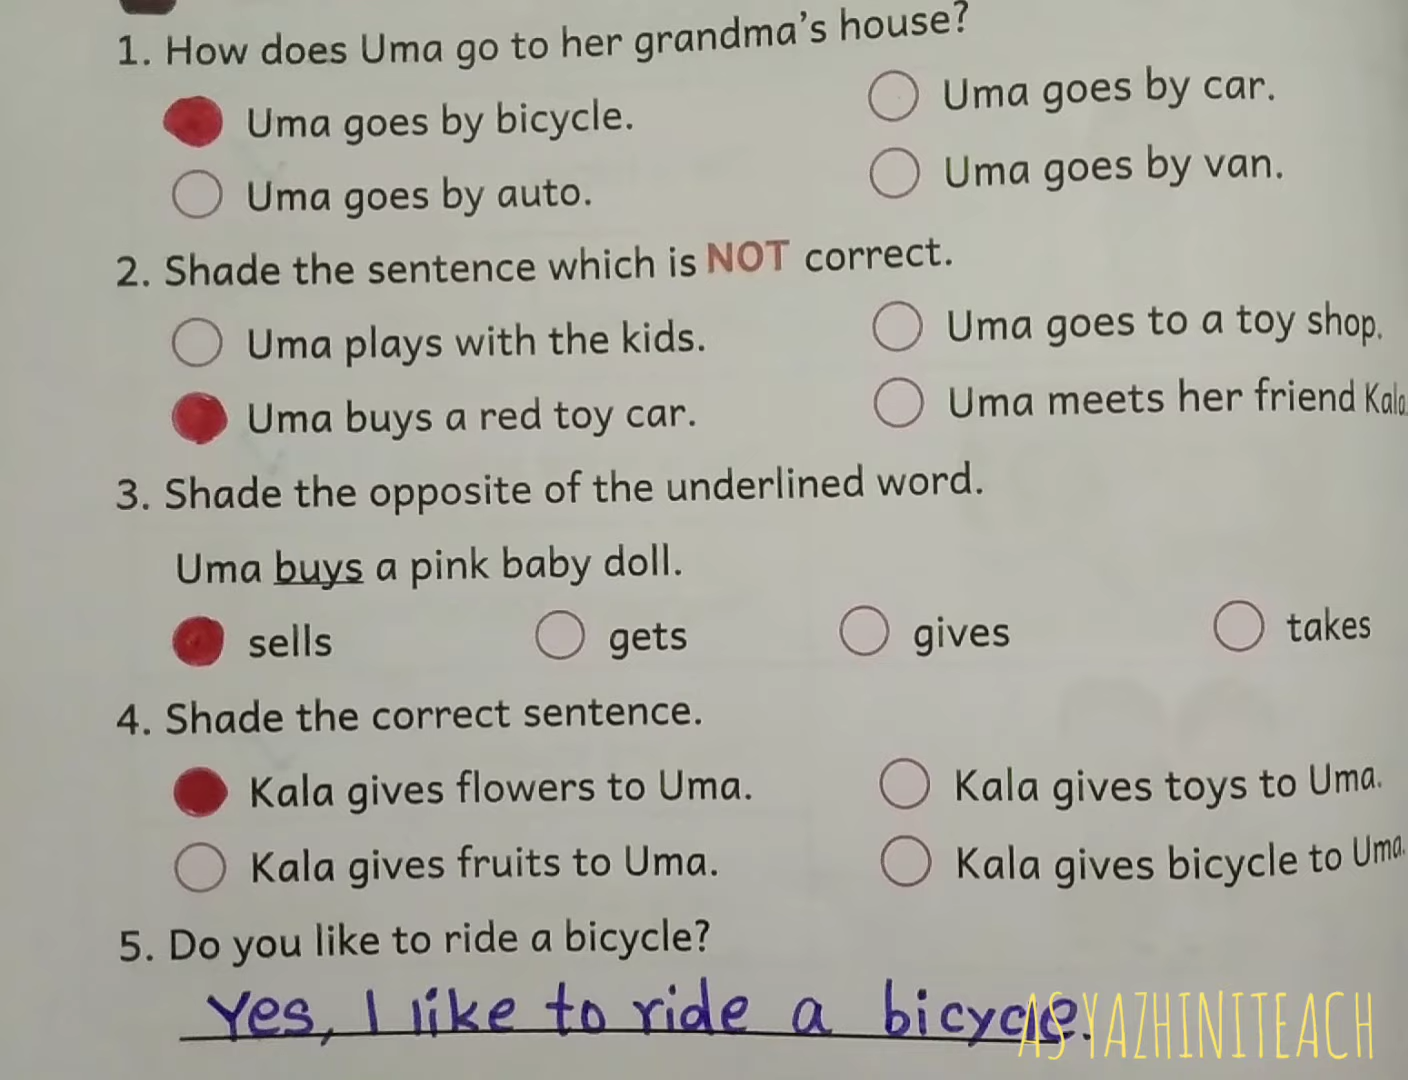 1. How does Uma go to her grandma's house?
Uma goes by bicycle. Uma goes by car.
Uma goes by auto. Uma goes by van.
2. Shade the sentence which is NOT correct.
Uma plays with the kids. Uma goes to a toy shop.
Uma buys a red toy car. Uma meets her friend Kala.
3. Shade the opposite of the underlined word.
Uma buys a pink baby doll.
sells gets gives takes
4. Shade the correct sentence.
Kala gives flowers to Uma. Kala gives toys to Uma.
Kala gives fruits to Uma. Kala gives bicycle to Uma.
5. Do you like to ride a bicycle?
Yes, I like to ride a bicycle.
AS YAZHINITEACH